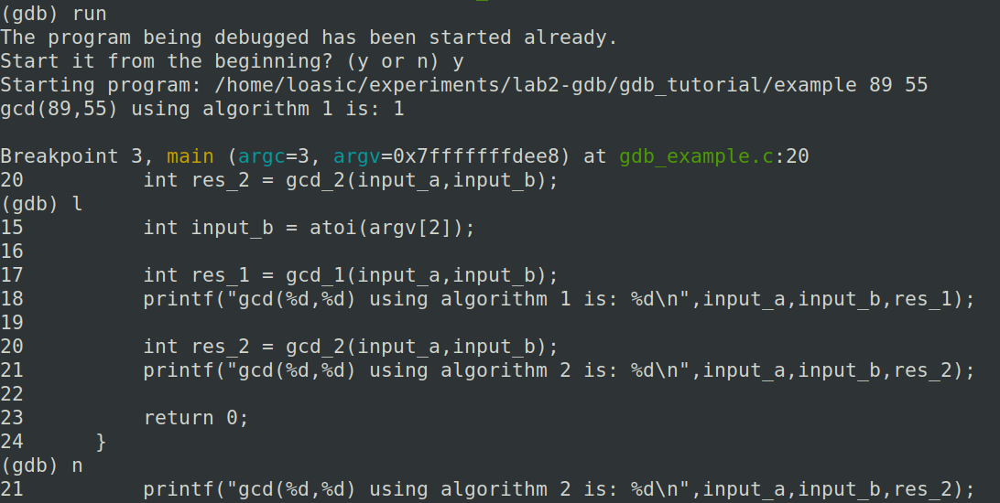 (gdb) run
The program being debugged has been started already.
Start it from the beginning? (y or n) y
Starting program: /home/loasic/experiments/lab2-gdb/gdb_tutorial/example 89 55
gcd(89,55) using algorithm 1 is: 1
Breakpoint 3, main (argc=3, argv=0x7fffffffdee8) at gdb_example.c:20
20          int res_2 = gcd_2(input_a,input_b);
(gdb) l
15          int input_b = atoi(argv[2]);
16
17          int res_1 = gcd_1(input_a,input_b);
18          printf("gcd(%d,%d) using algorithm 1 is: %d\n",input_a,input_b,res_1);
19
20          int res_2 = gcd_2(input_a,input_b);
21          printf("gcd(%d,%d) using algorithm 2 is: %d\n",input_a,input_b,res_2);
22
23          return 0;
24      }
(gdb) n
21          printf("gcd(%d,%d) using algorithm 2 is: %d\n",input_a,input_b,res_2);